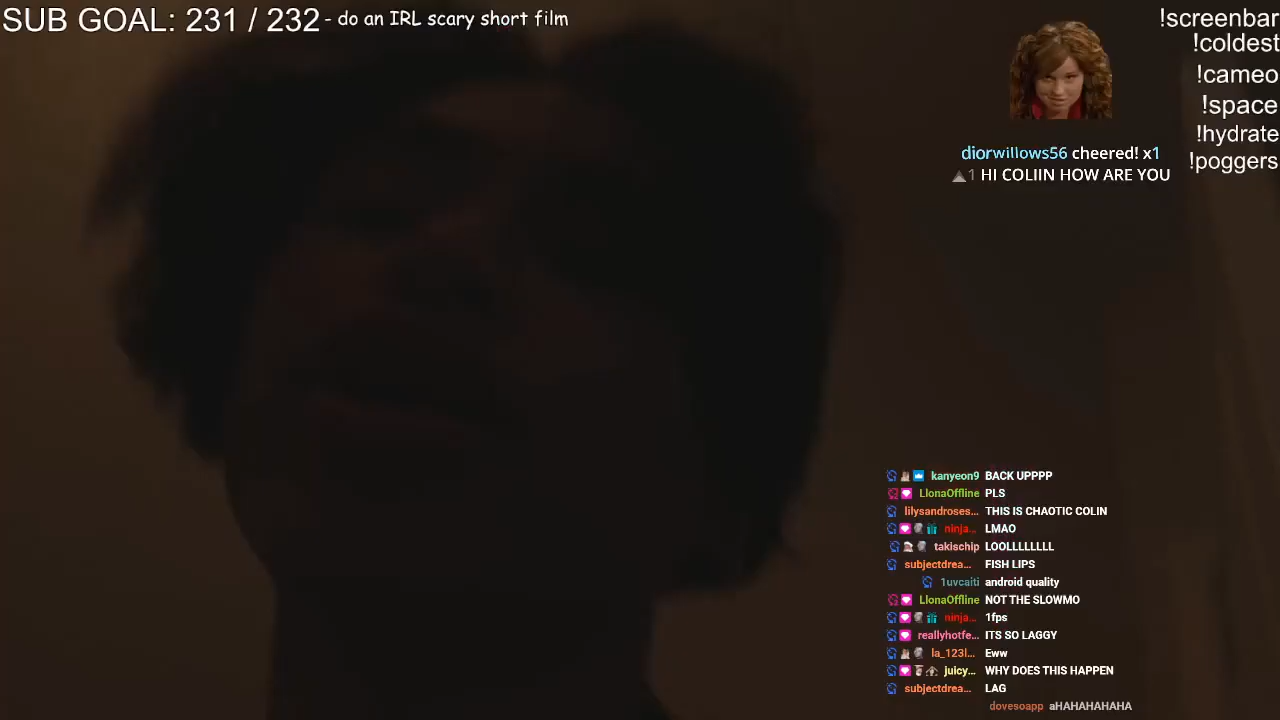 SUB GOAL: 231 / 232 - do an IRL scary short film
!screenbar
!coldest
!cameo
!space
!hydrate
!poggers
diorwillows56 cheered! x1
1 HI COLIIN HOW ARE YOU
kanyeon9 BACK UPPPP
LlonaOffline PLS
lilysandroses... THIS IS CHAOTIC COLIN
ninja... LMAO
takischip LOOLLLLLLLL
subjectdrea... FISH LIPS
1uvcaiti android quality
LlonaOffline NOT THE SLOWMO
ninja... 1fps
reallyhotfe... ITS SO LAGGY
la_123l... Eww
juicy... WHY DOES THIS HAPPEN
subjectdrea... LAG
dovesoapp aHAHAHAHAHA